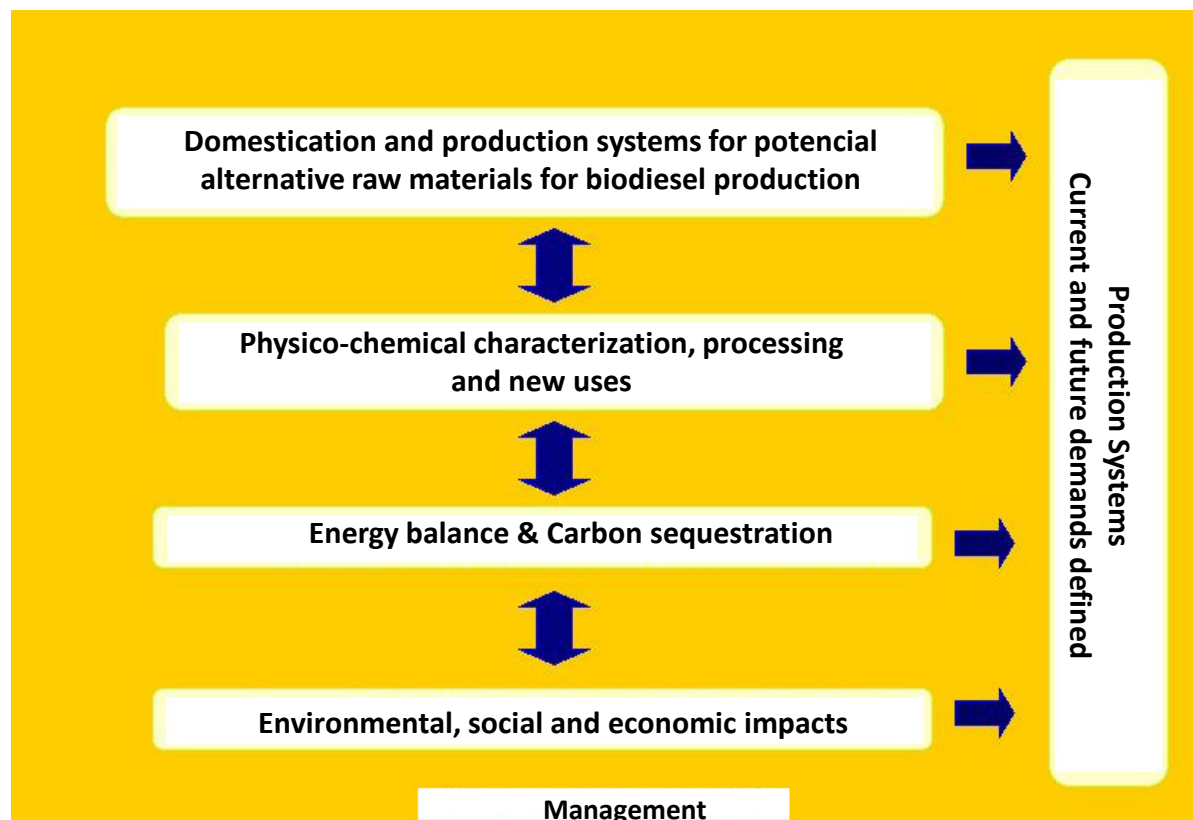 Domestication and production systems for potencial
alternative raw materials for biodiesel production
Physico-chemical characterization, processing
and new uses
Energy balance & Carbon sequestration
Environmental, social and economic impacts
Production Systems
Current and future demands defined
Management